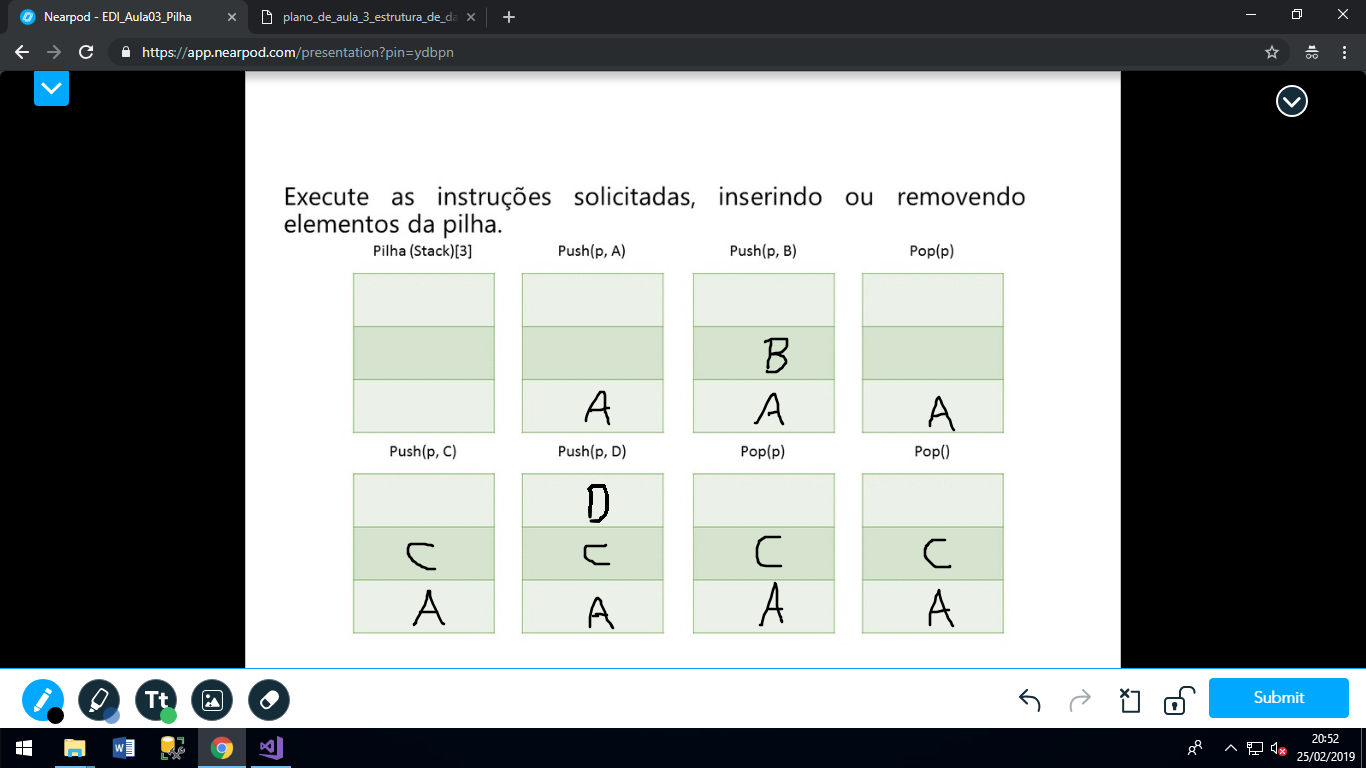 Nearpod - EDI_Aula03_Pilha
plano_de_aula_3_estrutura_de_da
https://app.nearpod.com/presentation?pin=ydbpn
Execute as instruções solicitadas, inserindo ou removendo
elementos da pilha.
Pilha (Stack)[3] Push(p, A) Push(p, B) Pop(p)
B
A A A
Push(p, C) Push(p, D) Pop(p) Pop()
D
C C C C
A A A A
Tt
Submit
20:52
25/02/2019